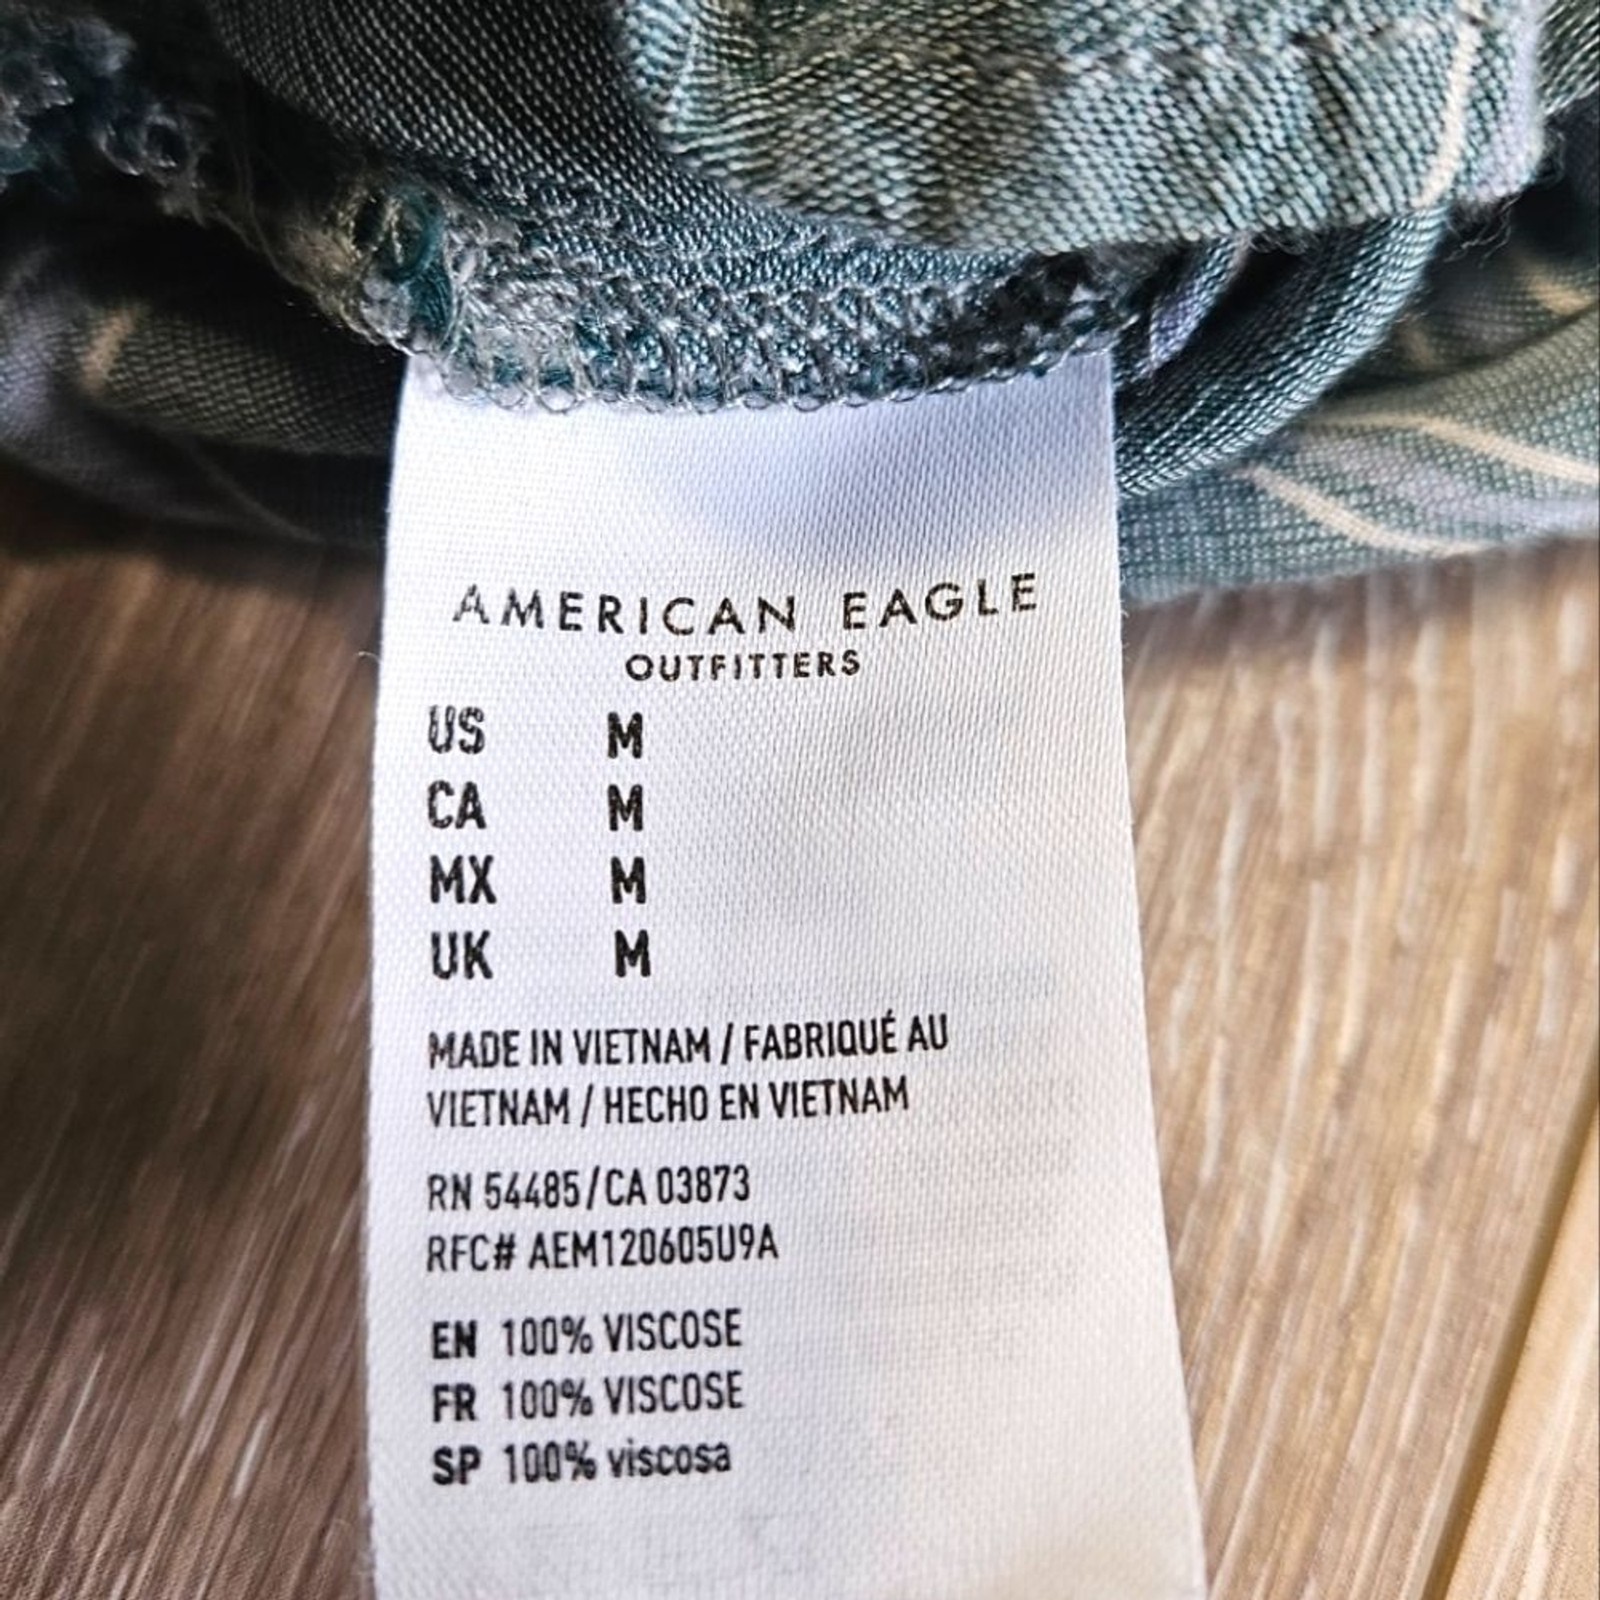 AMERICAN EAGLE
OUTFITTERS
US M
CA M
MX M
UK M
MADE IN VIETNAM / FABRIQUÉ AU
VIETNAM / HECHO EN VIETNAM
RN 54485/CA 03873
RFC# AEM120605U9A
EN 100% VISCOSE
FR 100% VISCOSE
SP 100% viscosa